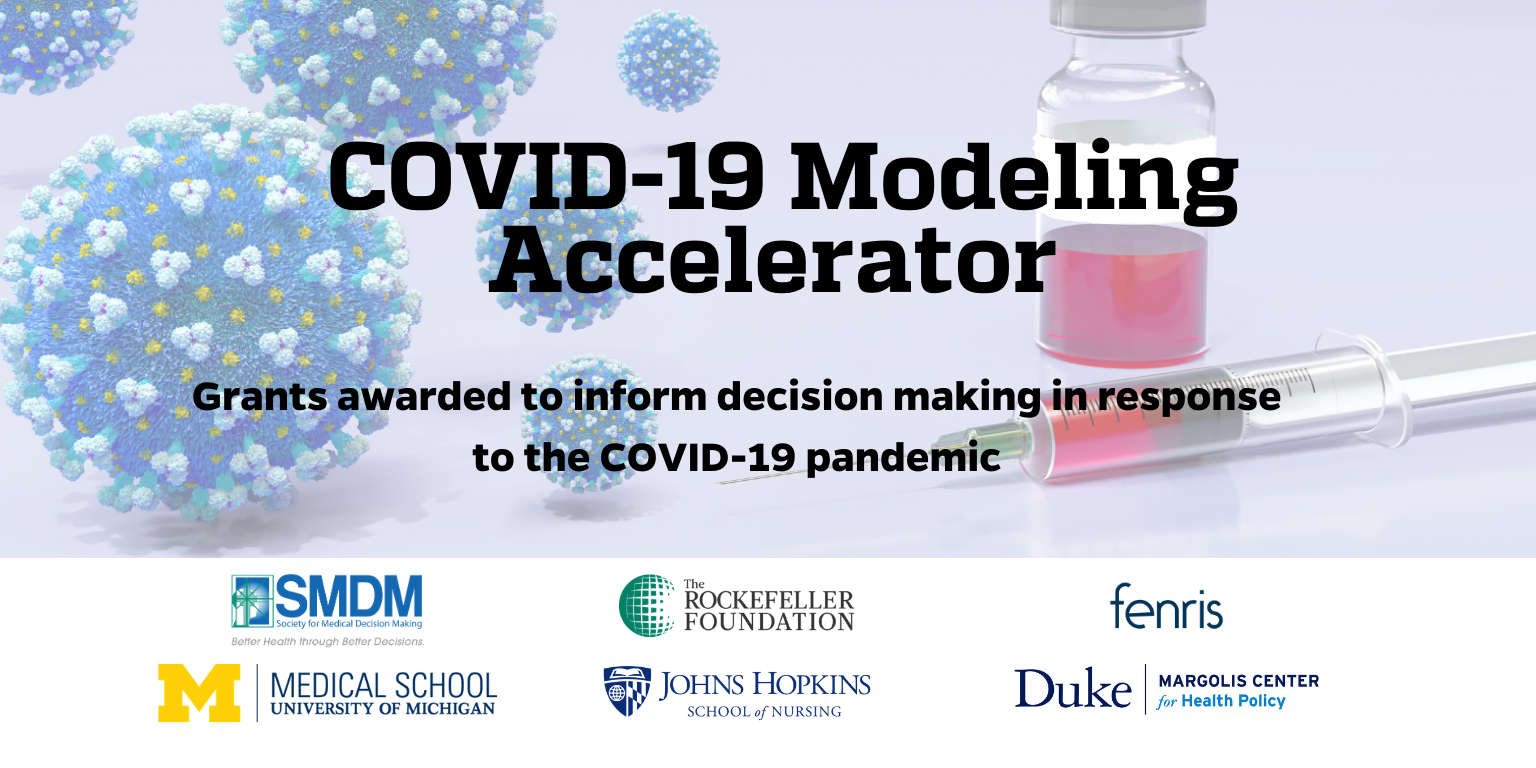 COVID-19 Modeling
Accelerator
Grants awarded to inform decision making in response
to the COVID-19 pandemic
SMDM
Society for Medical Decision Making
Better Health through Better Decisions.
The
ROCKEFELLER
FOUNDATION
fenris
M
MEDICAL SCHOOL
UNIVERSITY OF MICHIGAN
JOHNS HOPKINS
SCHOOL of NURSING
Duke
MARGOLIS CENTER
for Health Policy